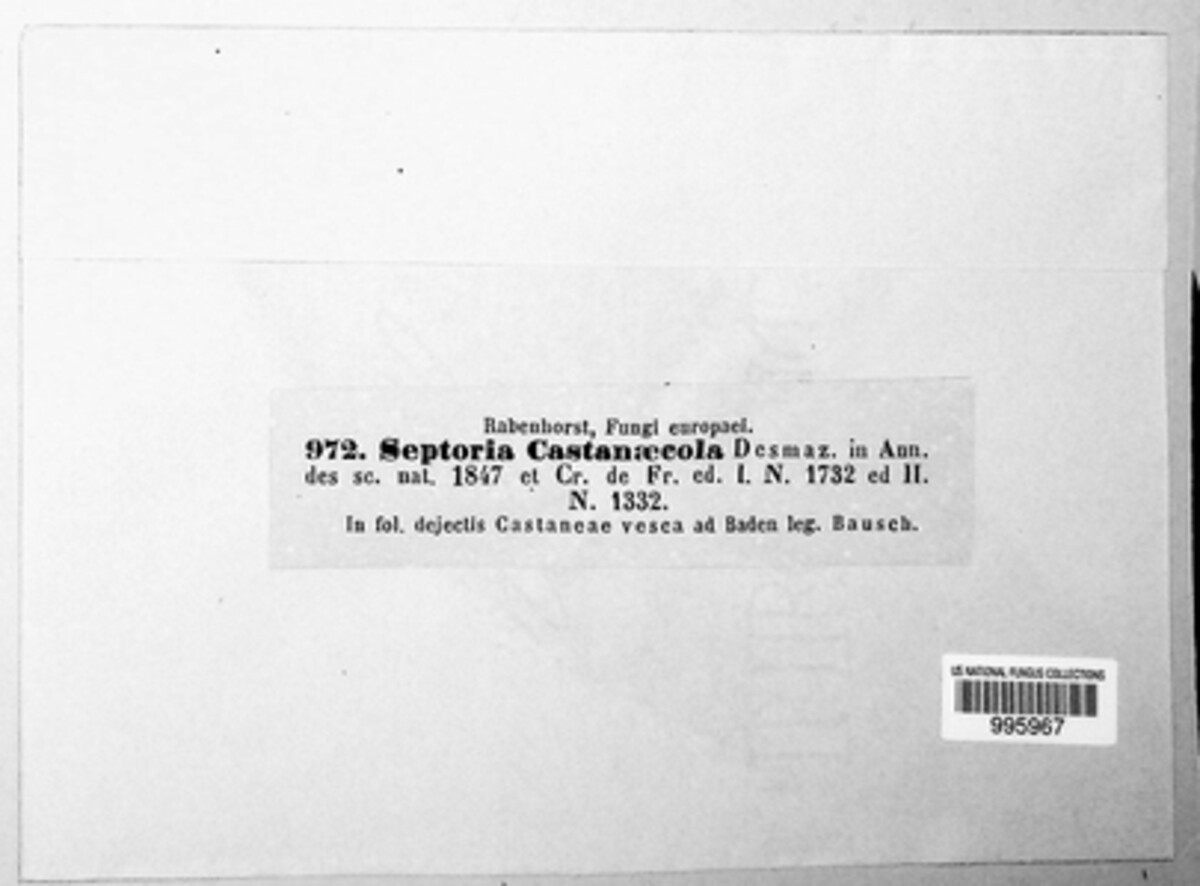 Rabenhorst, Fungi europaei.
972. Septoria Castanæcola Desmaz. in Ann.
des sc. nat. 1847 et Cr. de Fr. ed. I. N. 1732 ed II.
N. 1332.
In fol. dejectis Castaneae vesca ad Baden leg. Bausch.
US NATIONAL FUNGUS COLLECTIONS
995967